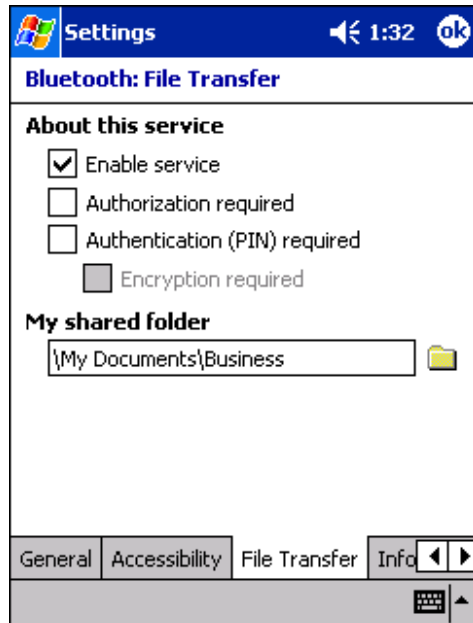 Settings 1:32 ok
Bluetooth: File Transfer
About this service
Enable service
Authorization required
Authentication (PIN) required
Encryption required
My shared folder
\My Documents\Business
General Accessibility File Transfer Info